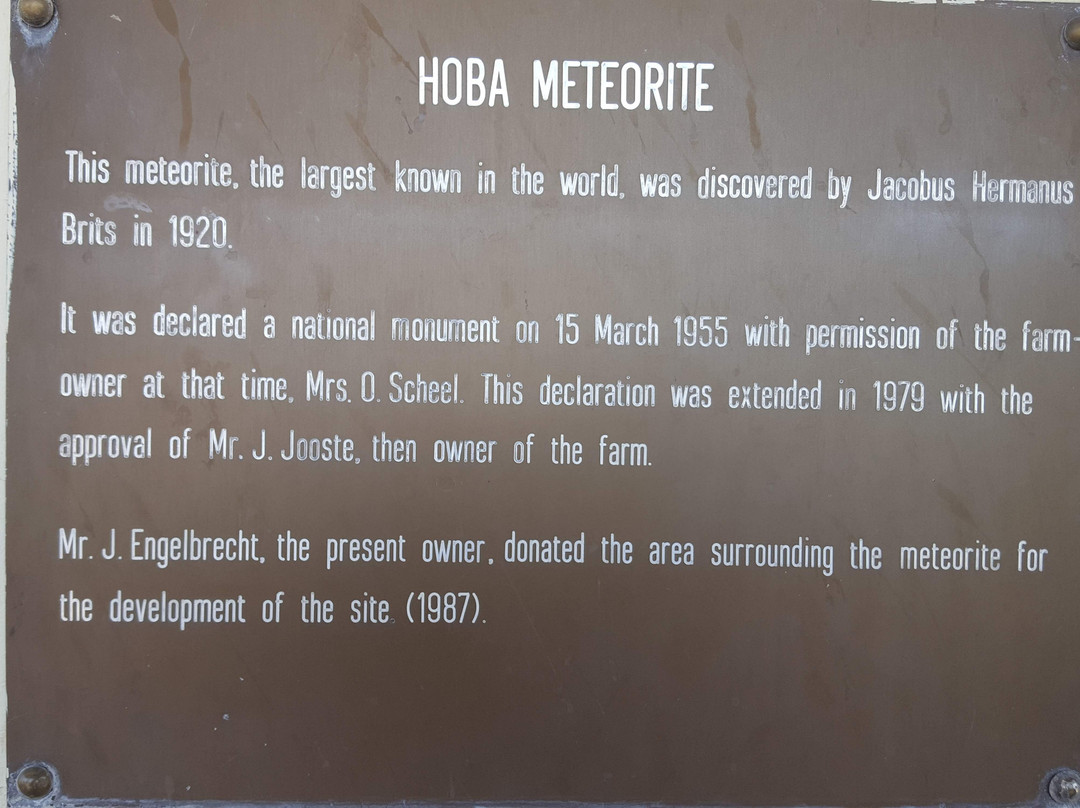 HOBA METEORITE
This meteorite, the largest known in the world, was discovered by Jacobus Hermanus
Brits in 1920.
It was declared a national monument on 15 March 1955 with permission of the farm-
owner at that time, Mrs. O. Scheel. This declaration was extended in 1979 with the
approval of Mr. J. Jooste, then owner of the farm.
Mr. J. Engelbrecht, the present owner, donated the area surrounding the meteorite for
the development of the site. (1987).